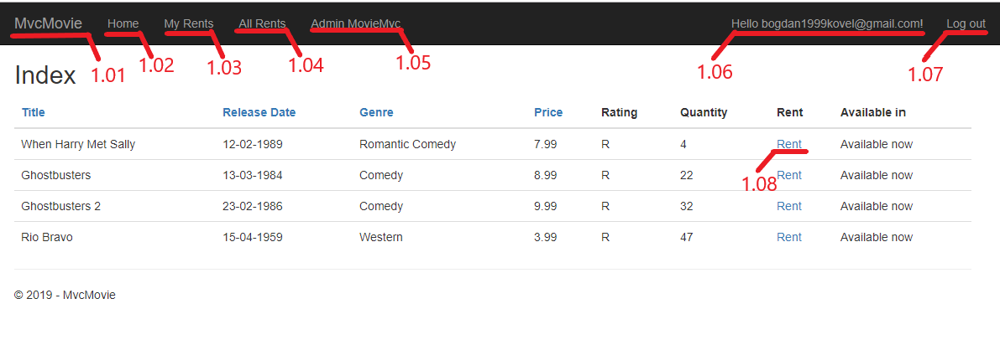 MvcMovie Home My Rents All Rents Admin MovieMvc Hello bogdan1999kovel@gmail.com! Log out
1.01 1.02 1.03 1.04 1.05 1.06 1.07
Index
Title Release Date Genre Price Rating Quantity Rent Available in
When Harry Met Sally 12-02-1989 Romantic Comedy 7.99 R 4 Rent Available now
1.08
Ghostbusters 13-03-1984 Comedy 8.99 R 22 Rent Available now
Ghostbusters 2 23-02-1986 Comedy 9.99 R 32 Rent Available now
Rio Bravo 15-04-1959 Western 3.99 R 47 Rent Available now
© 2019 - MvcMovie